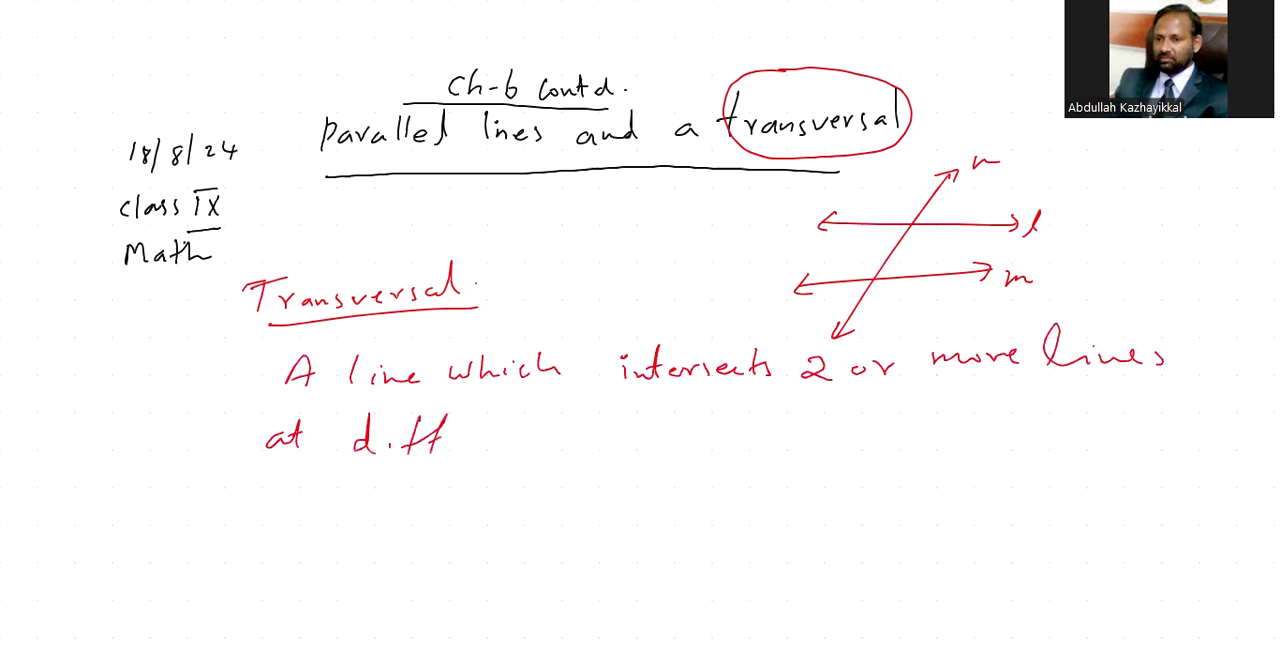 Ch-6 Contd.
parallel lines and a transversal
18/8/24
class IX
Math
Abdullah Kazhayikkal
n
l
m
Transversal.
A line which intersects 2 or more lines
at diff